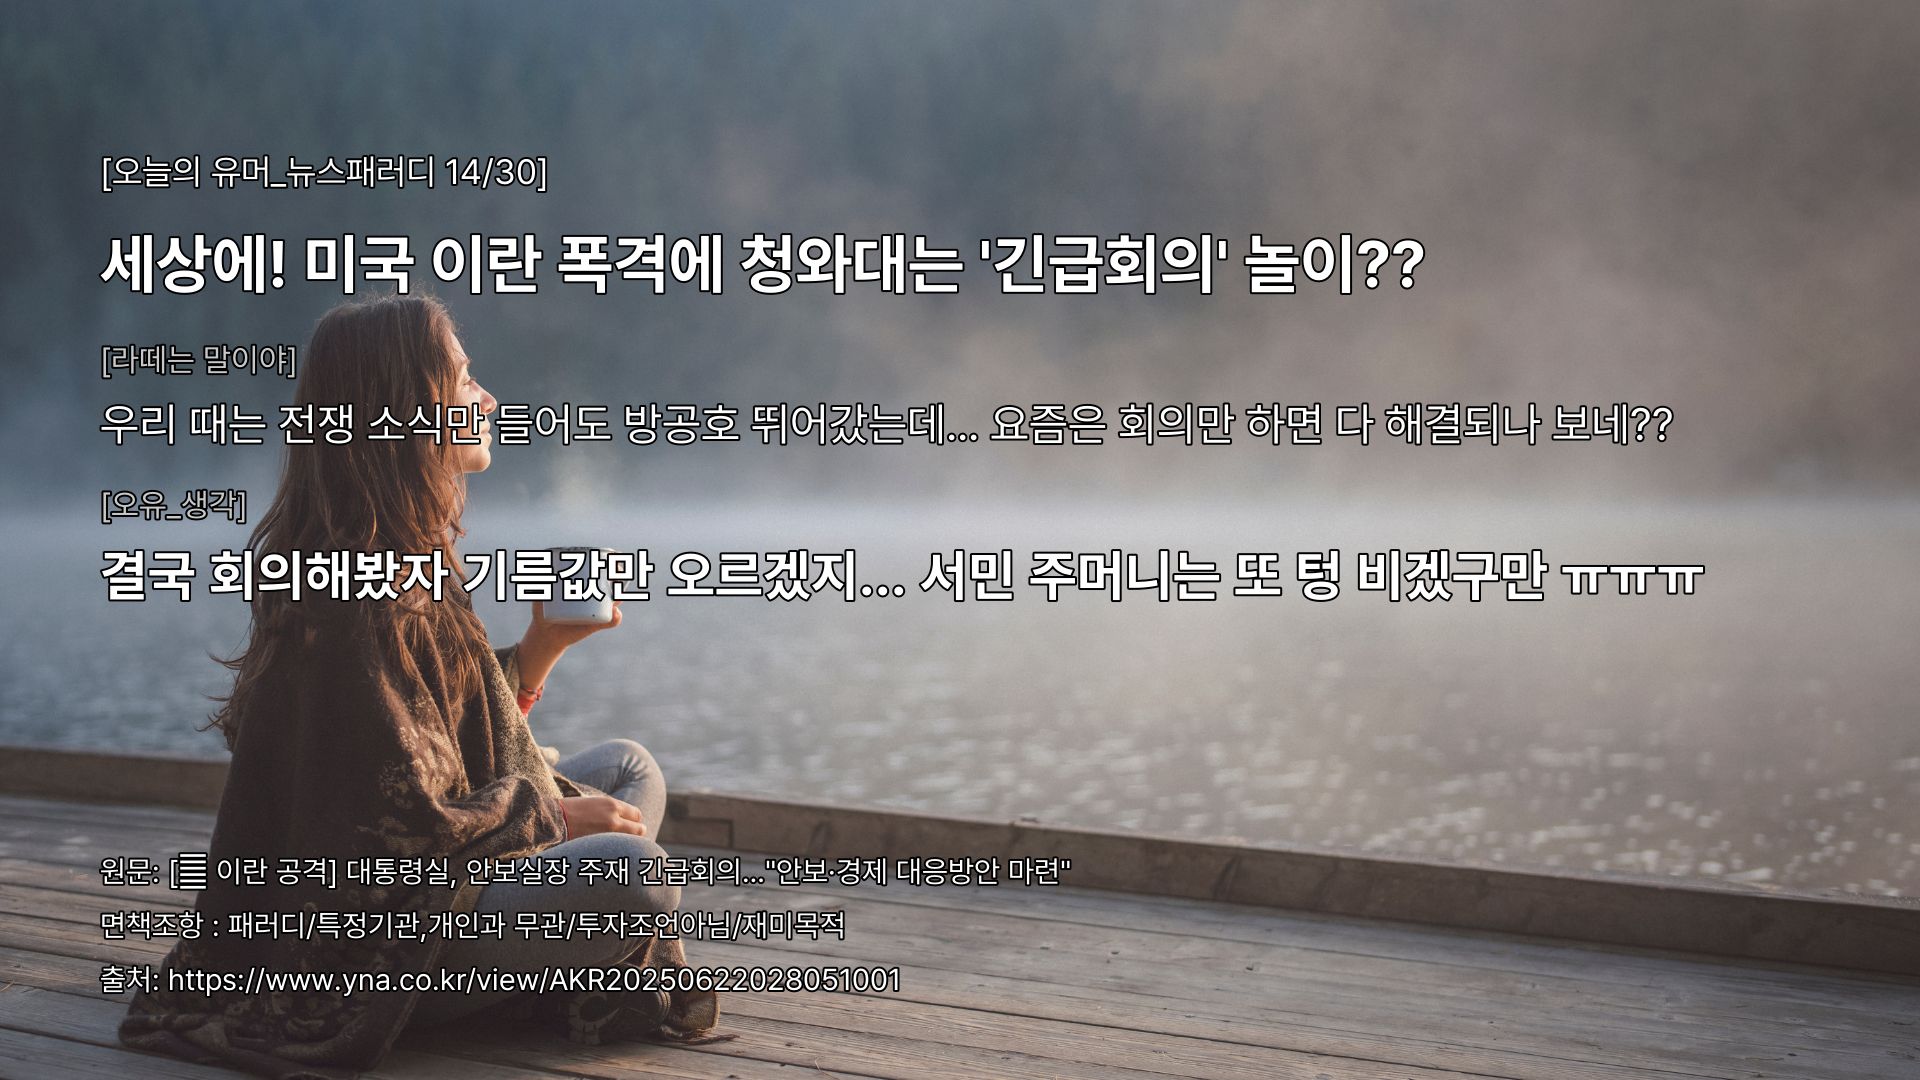 [오늘의 유머_뉴스패러디 14/30]
세상에! 미국 이란 폭격에 청와대는 '긴급회의' 놀이??
[라떼는 말이야]
우리 때는 전쟁 소식만 들어도 방공호 뛰어갔는데... 요즘은 회의만 하면 다 해결되나 보네??
[오유_생각]
결국 회의해봤자 기름값만 오르겠지... 서민 주머니는 또 텅 비겠구만 ㅠㅠㅠ
원문: [ 이란 공격] 대통령실, 안보실장 주재 긴급회의..."안보·경제 대응방안 마련"
면책조항 : 패러디/특정기관,개인과 무관/투자조언아님/재미목적
출처: https://www.yna.co.kr/view/AKR20250622028051001